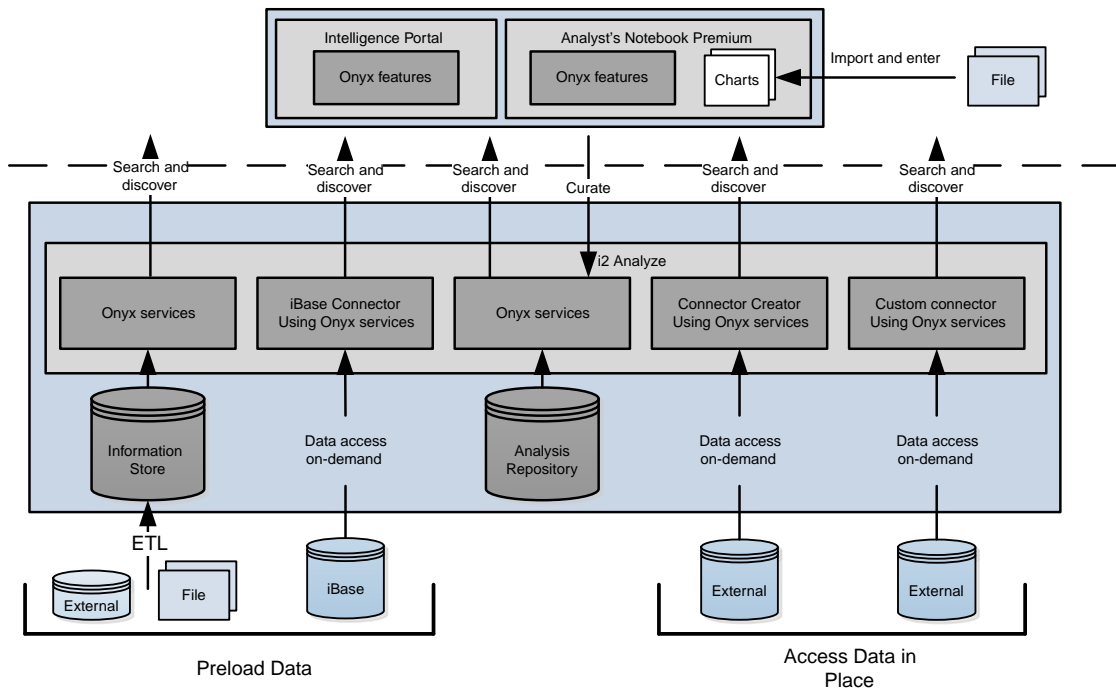 Intelligence Portal
Analyst's Notebook Premium
Onyx features
Onyx features
Charts
Import and enter
File
Search and
discover
Search and
discover
Search and
discover
Curate
Search and
discover
Search and
discover
i2 Analyze
Onyx services
iBase Connector
Using Onyx services
Onyx services
Connector Creator
Using Onyx services
Custom connector
Using Onyx services
Information
Store
Data access
on-demand
Analysis
Repository
Data access
on-demand
Data access
on-demand
ETL
External
File
iBase
External
External
Preload Data
Access Data in
Place